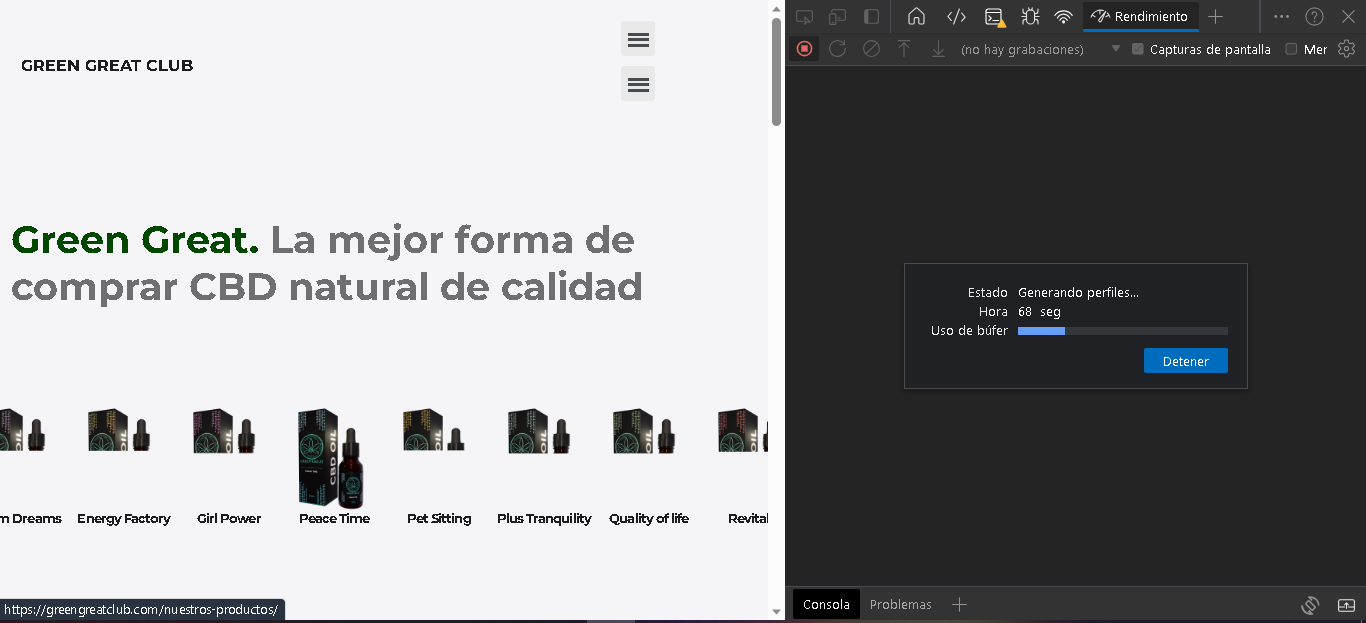 GREEN GREAT CLUB
Green Great. La mejor forma de
comprar CBD natural de calidad
m Dreams
Energy Factory
Girl Power
Peace Time
Pet Sitting
Plus Tranquility
Quality of life
Revital
CBD OIL
https://greengreatclub.com/nuestros-productos/
Rendimiento
(no hay grabaciones)
Capturas de pantalla
Mer
Estado Generando perfiles...
Hora 68 seg
Uso de búfer
Detener
Consola
Problemas